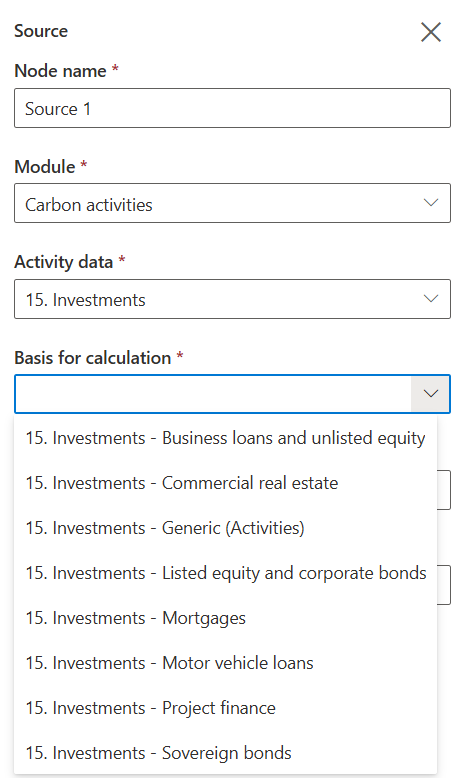 Source
Node name *
Source 1
Module *
Carbon activities
Activity data *
15. Investments
Basis for calculation *
15. Investments - Business loans and unlisted equity
15. Investments - Commercial real estate
15. Investments - Generic (Activities)
15. Investments - Listed equity and corporate bonds
15. Investments - Mortgages
15. Investments - Motor vehicle loans
15. Investments - Project finance
15. Investments - Sovereign bonds